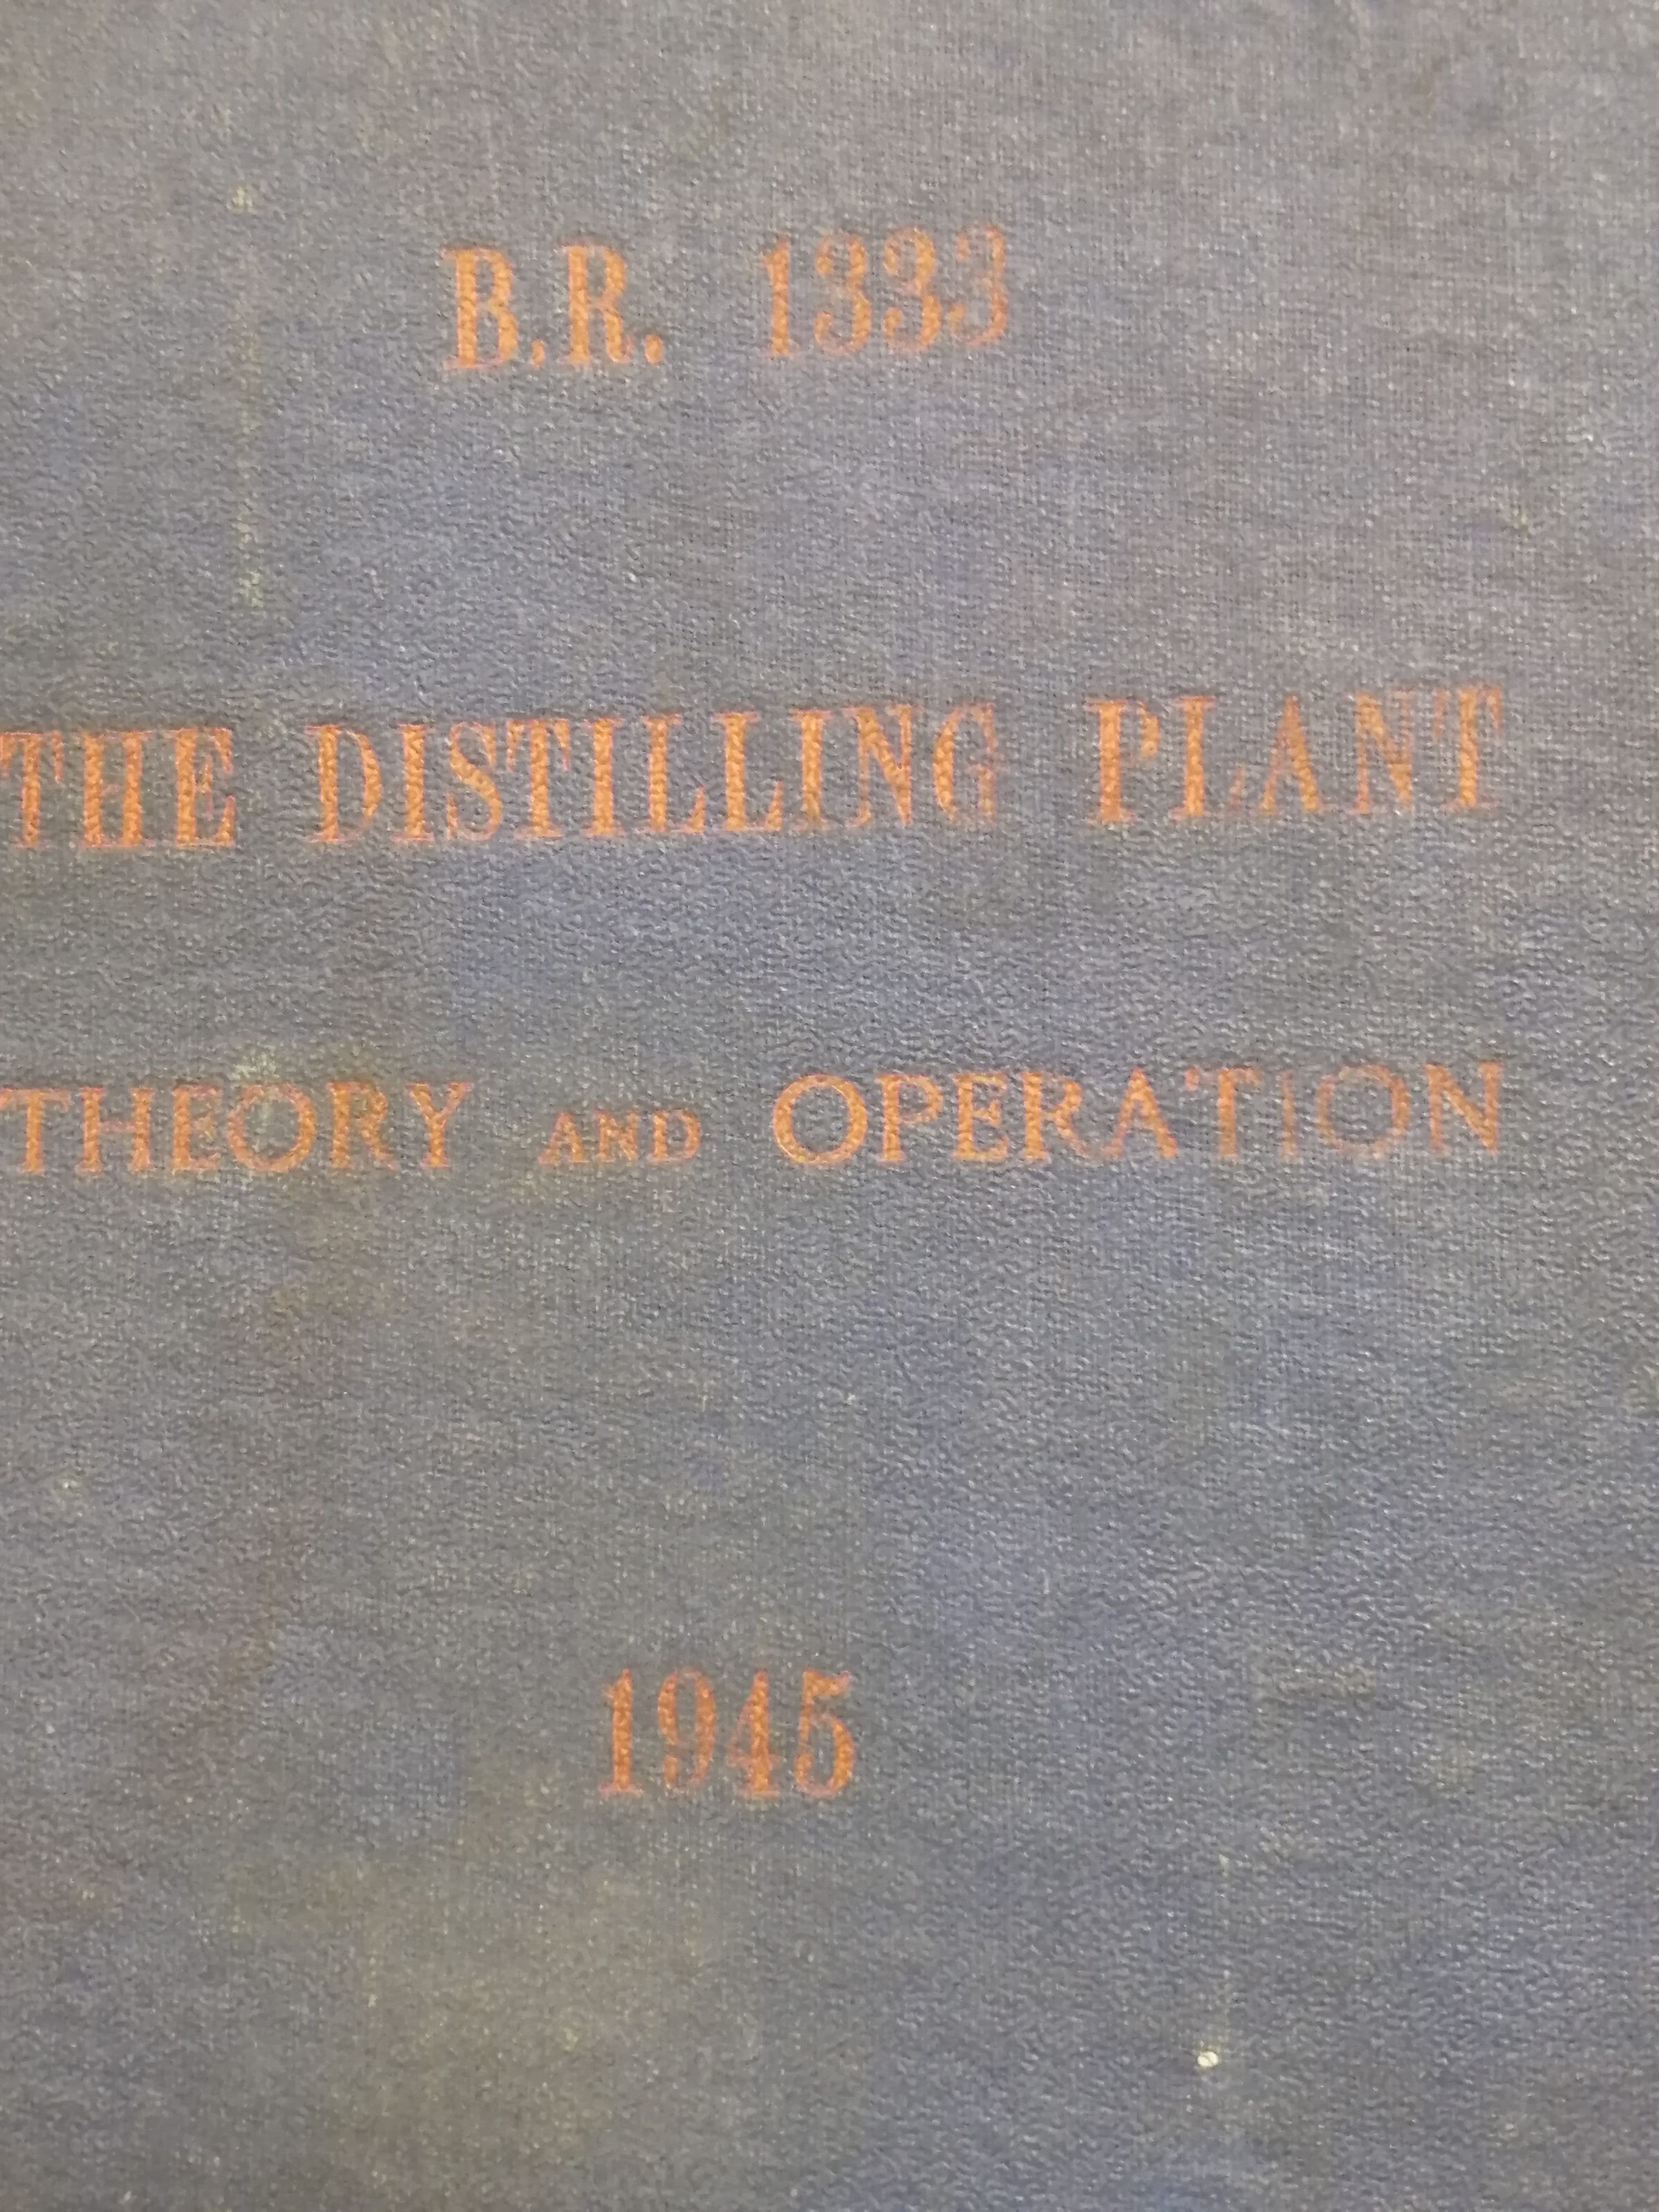 B.R. 1333
THE DISTILLING PLANT
THEORY AND OPERATION
1945